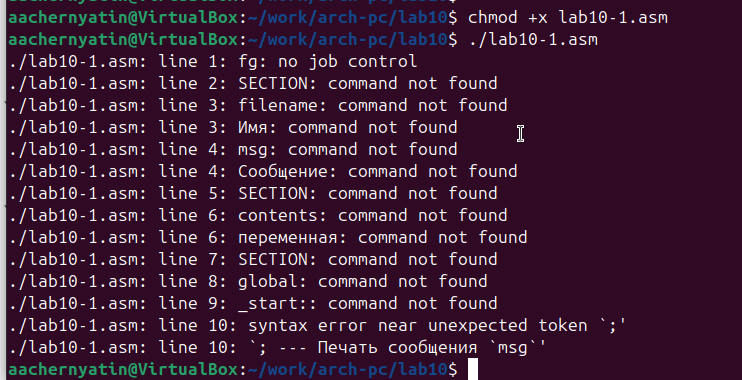 aachernyatin@VirtualBox:~/work/arch-pc/lab10$ chmod +x lab10-1.asm
aachernyatin@VirtualBox:~/work/arch-pc/lab10$ ./lab10-1.asm
./lab10-1.asm: line 1: fg: no job control
./lab10-1.asm: line 2: SECTION: command not found
./lab10-1.asm: line 3: filename: command not found
./lab10-1.asm: line 3: Имя: command not found
./lab10-1.asm: line 4: msg: command not found
./lab10-1.asm: line 4: Сообщение: command not found
./lab10-1.asm: line 5: SECTION: command not found
./lab10-1.asm: line 6: contents: command not found
./lab10-1.asm: line 6: переменная: command not found
./lab10-1.asm: line 7: SECTION: command not found
./lab10-1.asm: line 8: global: command not found
./lab10-1.asm: line 9: _start:: command not found
./lab10-1.asm: line 10: syntax error near unexpected token `;'
./lab10-1.asm: line 10: `; --- Печать сообщения `msg`'
aachernyatin@VirtualBox:~/work/arch-pc/lab10$